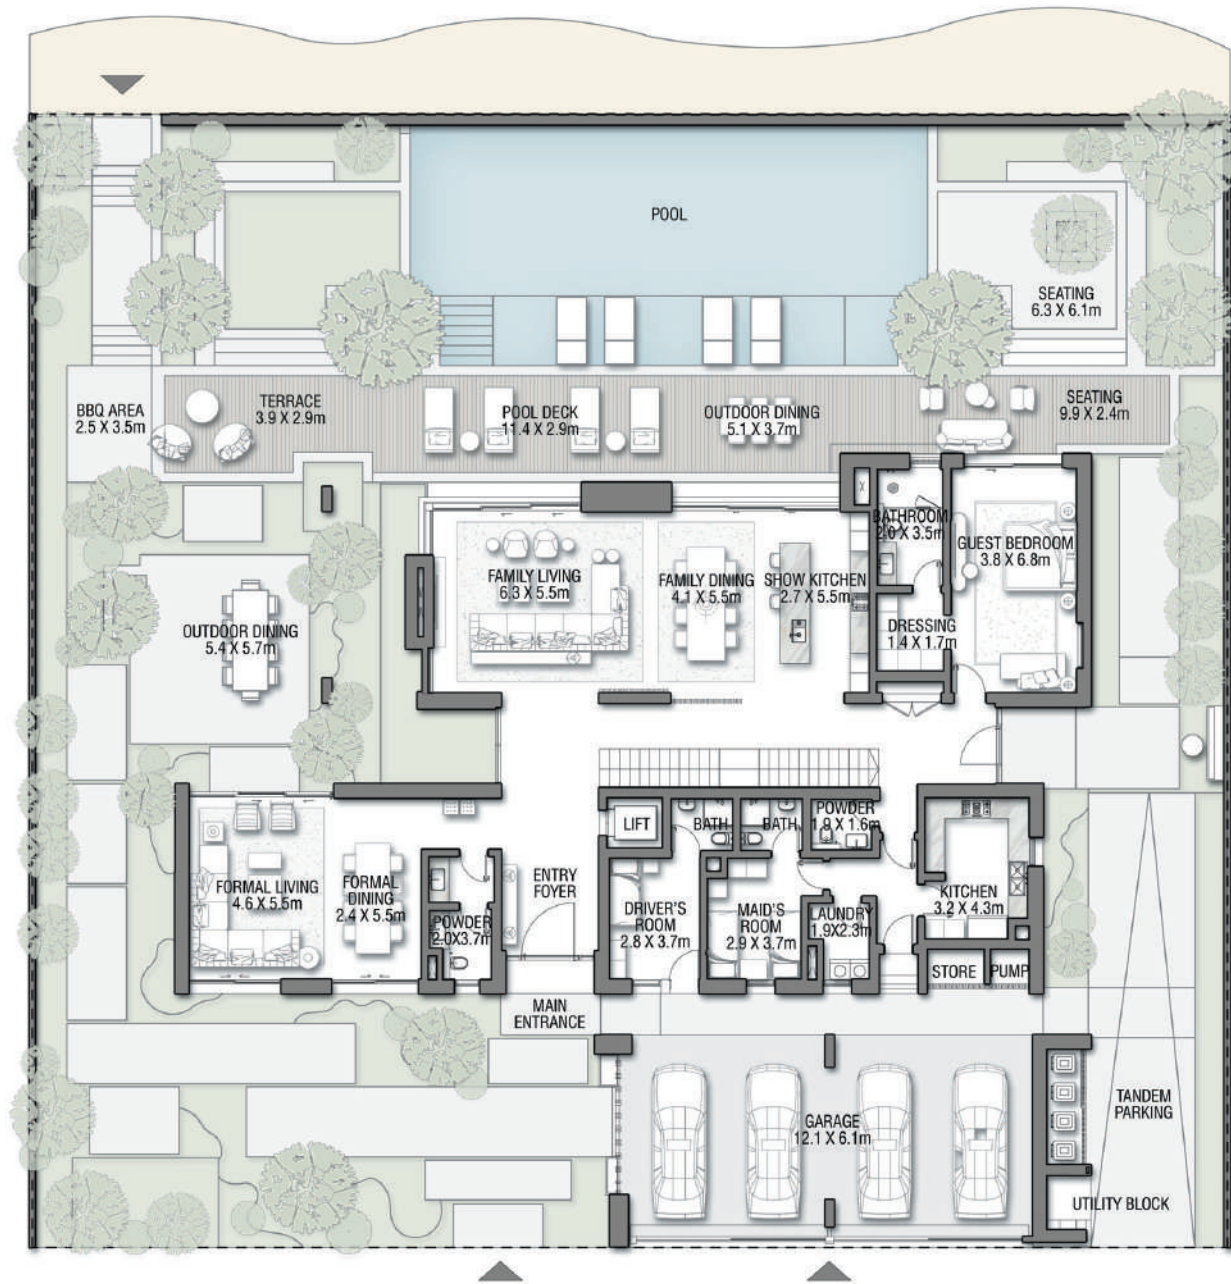 POOL
SEATING
6.3 X 6.1m
BBQ AREA
2.5 X 3.5m
TERRACE
3.9 X 2.9m
POOL DECK
11.4 X 2.9m
OUTDOOR DINING
5.1 X 3.7m
SEATING
9.9 X 2.4m
BATHROOM
2.0 X 3.5m
GUEST BEDROOM
3.8 X 6.8m
FAMILY LIVING
6.3 X 5.5m
FAMILY DINING
4.1 X 5.5m
SHOW KITCHEN
2.7 X 5.5m
DRESSING
1.4 X 1.7m
OUTDOOR DINING
5.4 X 5.7m
LIFT
BATH
BATH
POWDER
1.9 X 1.6m
FORMAL LIVING
4.6 X 5.5m
FORMAL
DINING
2.4 X 5.5m
POWDER
2.0X3.7m
ENTRY
FOYER
DRIVER'S
ROOM
2.8 X 3.7m
MAID'S
ROOM
2.9 X 3.7m
LAUNDRY
1.9X2.3m
KITCHEN
3.2 X 4.3m
STORE
PUMP
MAIN
ENTRANCE
GARAGE
12.1 X 6.1m
TANDEM
PARKING
UTILITY BLOCK